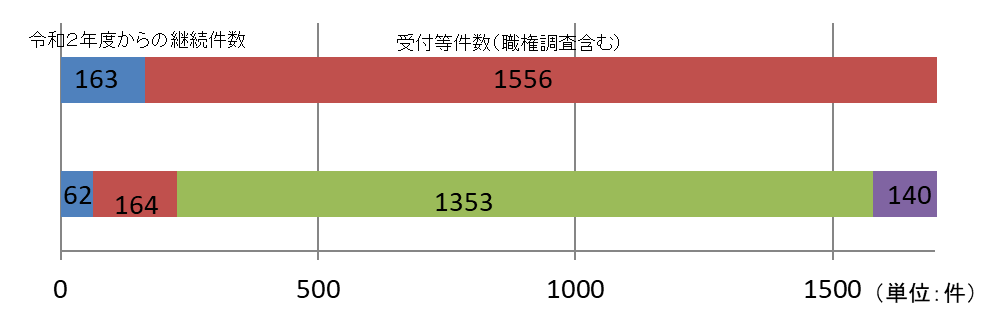 令和２年度からの継続件数
受付等件数（職権調査含む）
163 1556
62 164 1353 140
0 500 1000 1500 （単位：件）